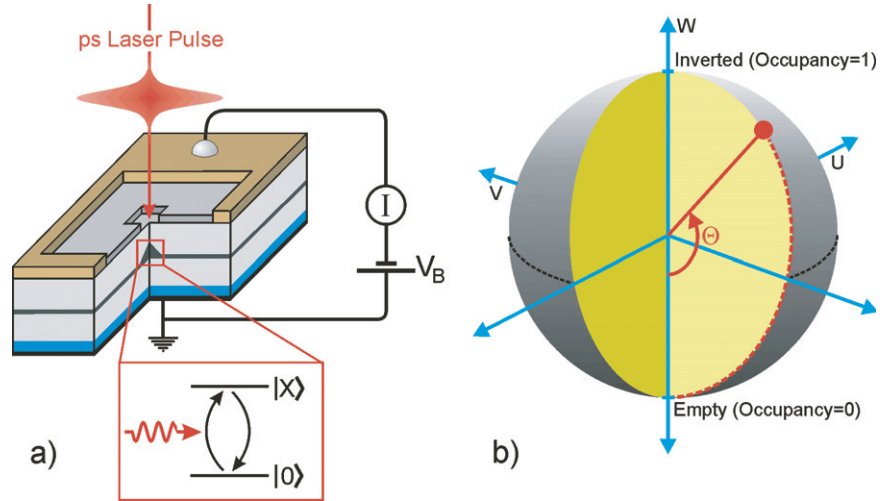 ps Laser Pulse
I
V_B
|X⟩
|0⟩
a)
W
Inverted (Occupancy=1)
V
U
Θ
Empty (Occupancy=0)
b)